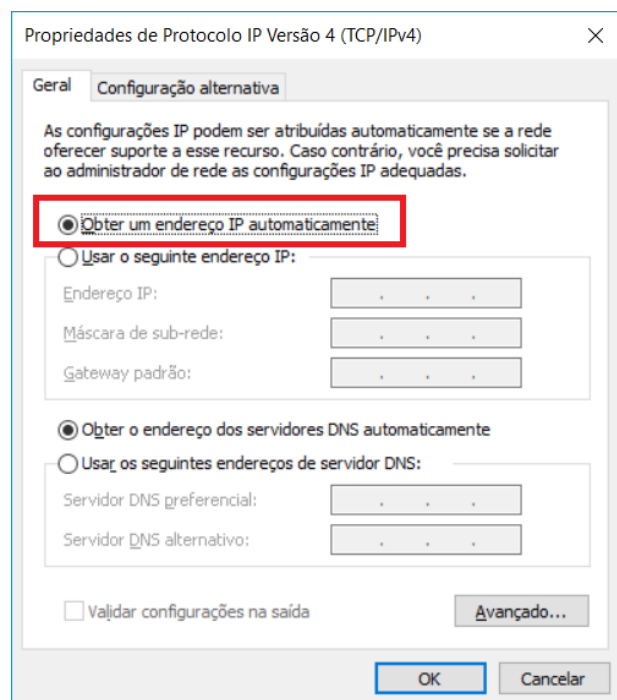 Propriedades de Protocolo IP Versão 4 (TCP/IPv4)
Geral
Configuração alternativa
As configurações IP podem ser atribuídas automaticamente se a rede
oferecer suporte a esse recurso. Caso contrário, você precisa solicitar
ao administrador de rede as configurações IP adequadas.
Obter um endereço IP automaticamente
Usar o seguinte endereço IP:
Endereço IP:
Máscara de sub-rede:
Gateway padrão:
Obter o endereço dos servidores DNS automaticamente
Usar os seguintes endereços de servidor DNS:
Servidor DNS preferencial:
Servidor DNS alternativo:
Validar configurações na saída
Avançado...
OK
Cancelar